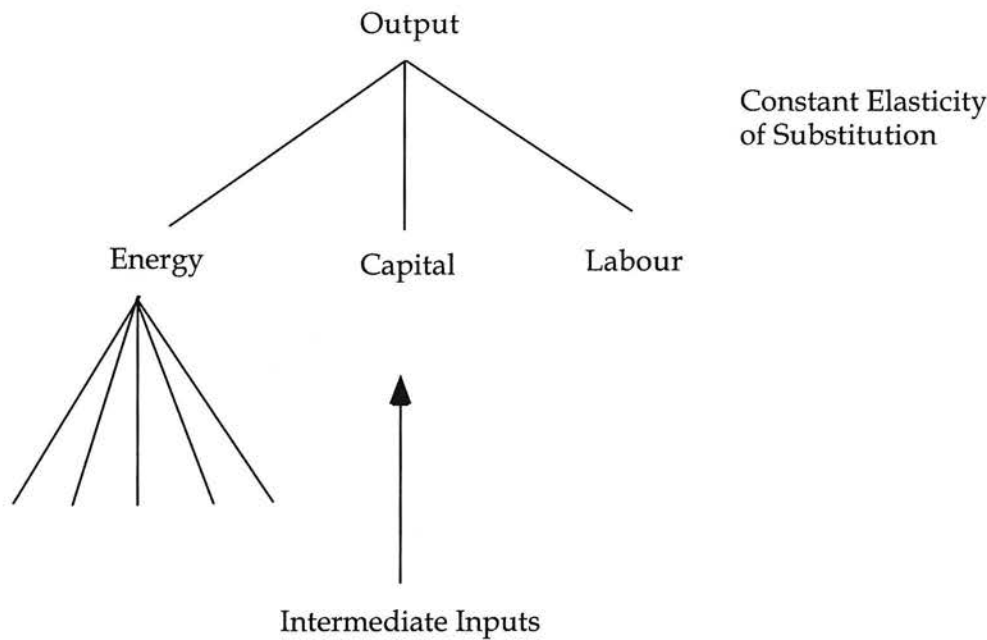 Output
Constant Elasticity
of Substitution
Energy
Capital
Labour
Intermediate Inputs